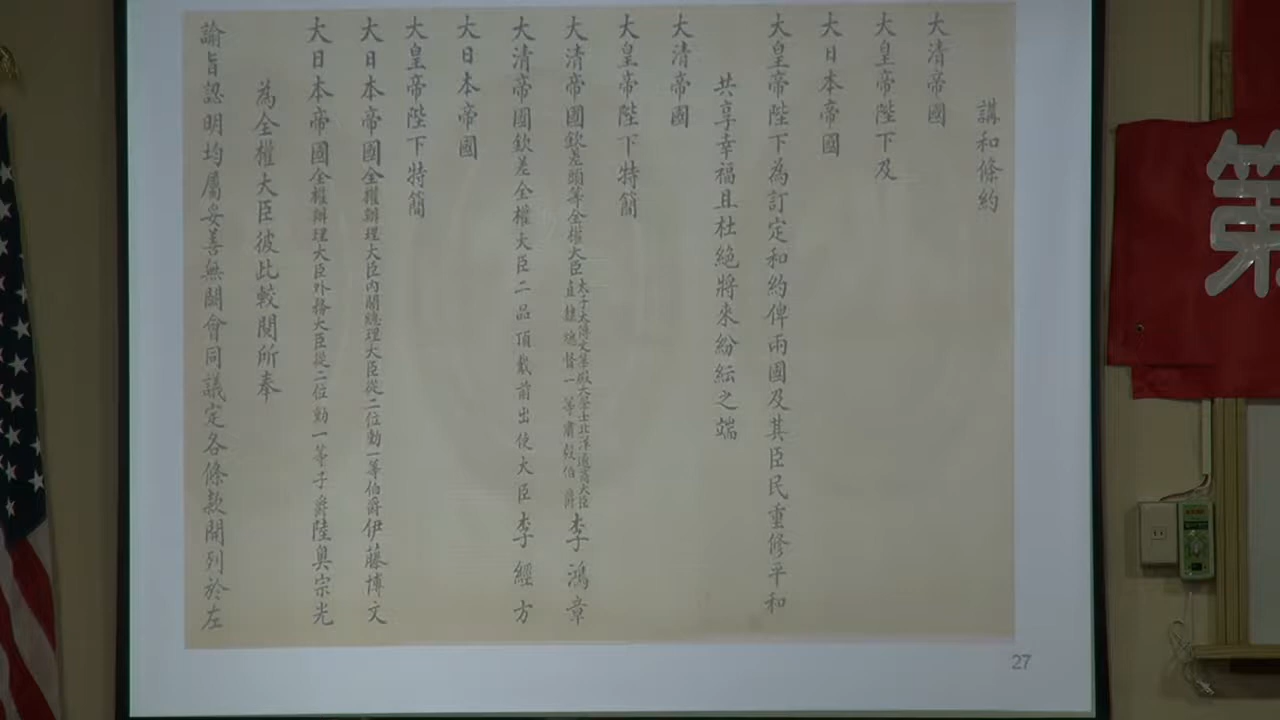 講和條約
大清帝國
大皇帝陛下及
大日本帝國
大皇帝陛下為訂定和約俾兩國及其臣民重修平和
共享幸福且杜絕將來紛紜之端
大清帝國
大皇帝陛下特簡
大清帝國欽差頭等全權大臣太子太傅文華殿大學士北洋通商大臣直隸總督一等肅毅伯爵李鴻章
大清帝國欽差全權大臣二品頂戴前出使大臣李經方
大日本帝國
大皇帝陛下特簡
大日本帝國全權辦理大臣內閣總理大臣從二位勳一等伯爵伊藤博文
大日本帝國全權辦理大臣外務大臣從二位勳一等子爵陸奧宗光
為全權大臣彼此較閱所奉
諭旨認明均屬妥善無闕會同議定各條款開列於左
27
第